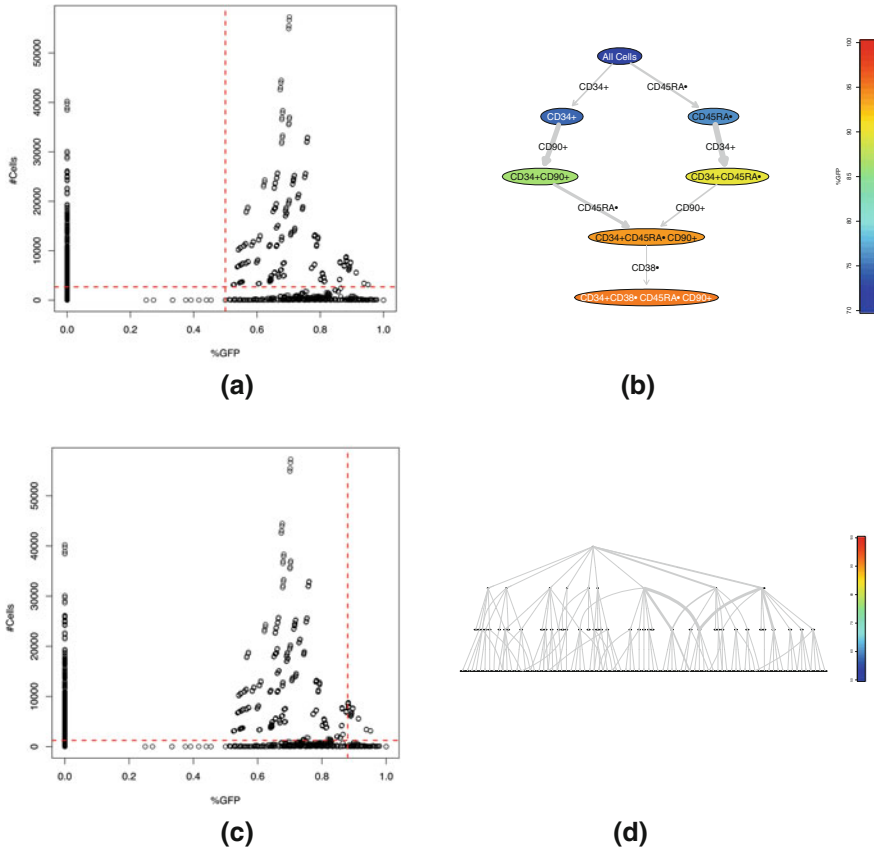 50000
40000
30000
20000
10000
0
#Cells
0.0 0.2 0.4 0.6 0.8 1.0
%GFP
(a)
All Cells
CD34+ CD45RA•
CD34+ CD45RA•
CD90+ CD34+
CD34+CD90+ CD34+CD45RA•
CD45RA• CD90+
CD34+CD45RA• CD90+
CD38•
CD34+CD38• CD45RA• CD90+
100
95
90
85
80
75
70
%GFP
(b)
50000
40000
30000
20000
10000
0
#Cells
0.0 0.2 0.4 0.6 0.8 1.0
%GFP
(c)
(d)